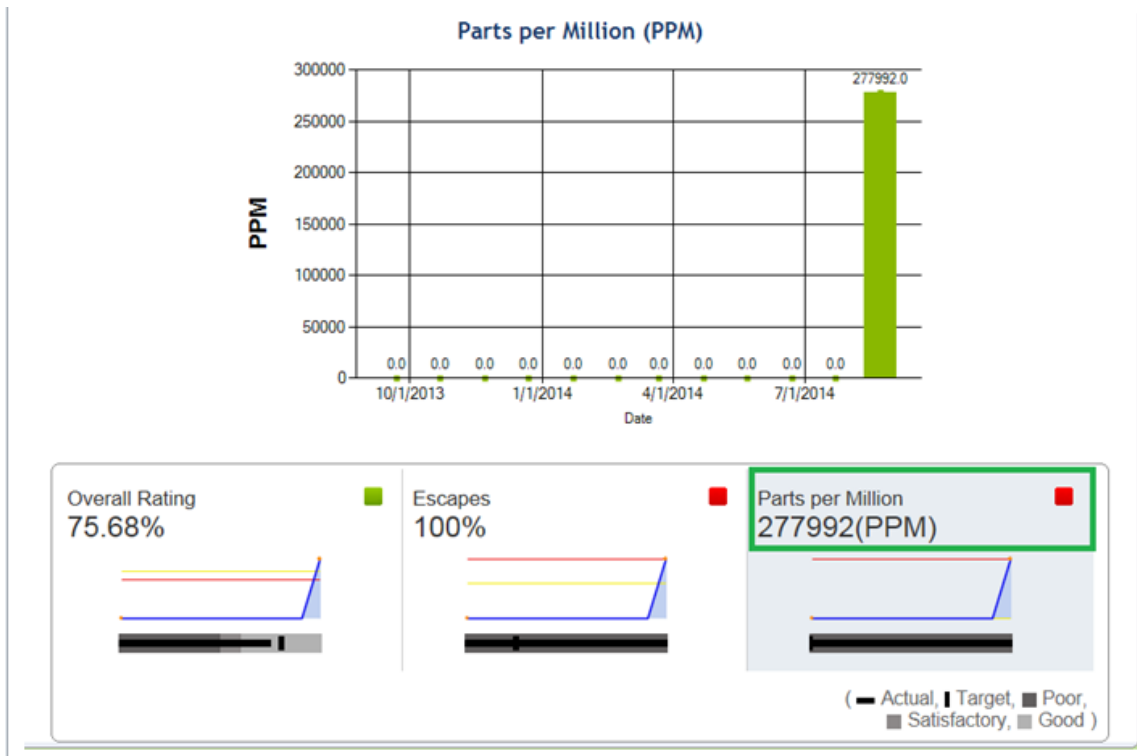 Parts per Million (PPM)
300000
277992.0
250000
200000
150000
100000
50000
0
PPM
0.0 0.0 0.0 0.0 0.0 0.0 0.0 0.0 0.0 0.0 0.0
10/1/2013 1/1/2014 4/1/2014 7/1/2014
Date
Overall Rating
75.68%
Escapes
100%
Parts per Million
277992(PPM)
( Actual, Target, Poor,
Satisfactory, Good )